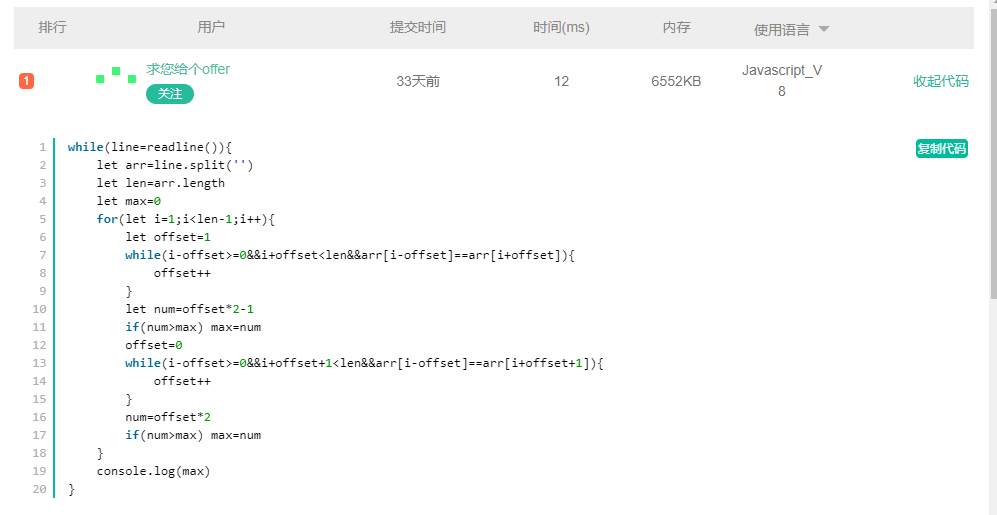 排行 用户 提交时间 时间(ms) 内存 使用语言
1 求您给个offer 关注 33天前 12 6552KB Javascript_V8 收起代码
复制代码
1 while(line=readline()){
2     let arr=line.split('')
3     let len=arr.length
4     let max=0
5     for(let i=1;i<len-1;i++){
6         let offset=1
7         while(i-offset>=0&&i+offset<len&&arr[i-offset]==arr[i+offset]){
8             offset++
9         }
10         let num=offset*2-1
11         if(num>max) max=num
12         offset=0
13         while(i-offset>=0&&i+offset+1<len&&arr[i-offset]==arr[i+offset+1]){
14             offset++
15         }
16         num=offset*2
17         if(num>max) max=num
18     }
19     console.log(max)
20 }